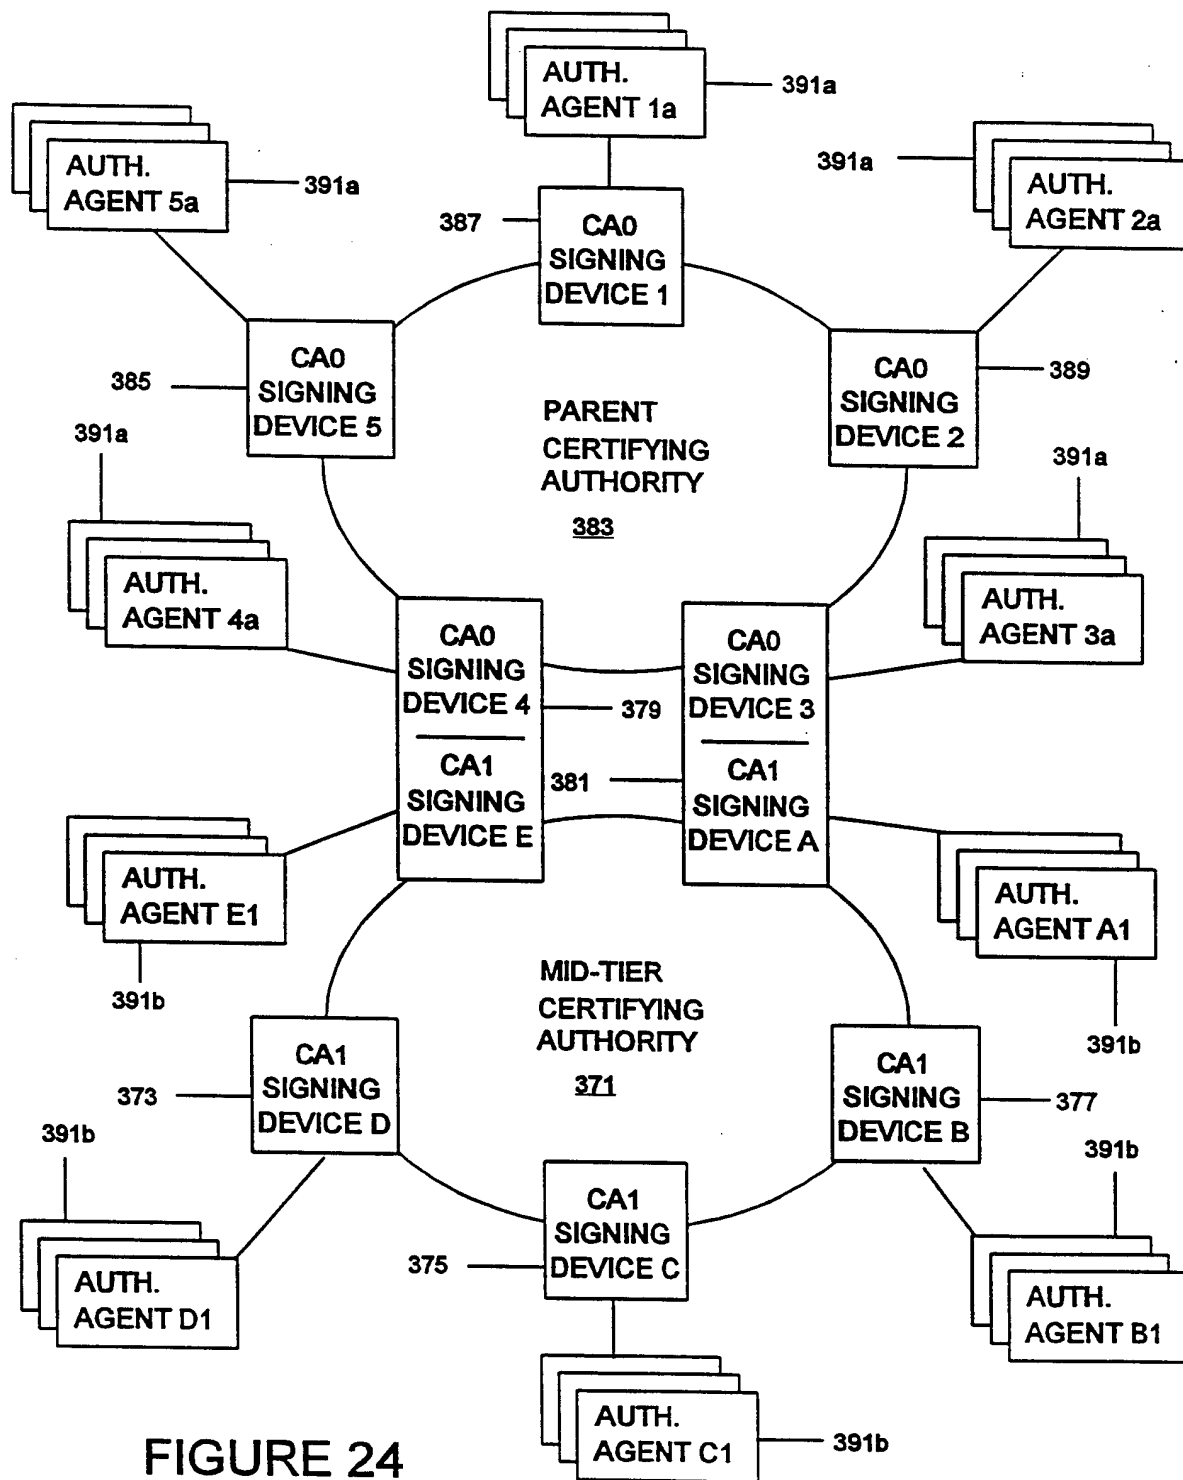 AUTH.
AGENT 1a
391a
AUTH.
AGENT 5a
391a
391a
AUTH.
AGENT 2a
387
CA0
SIGNING
DEVICE 1
385
CA0
SIGNING
DEVICE 5
CA0
SIGNING
DEVICE 2
389
PARENT
CERTIFYING
AUTHORITY
383
391a
AUTH.
AGENT 4a
391a
AUTH.
AGENT 3a
CA0
SIGNING
DEVICE 4
379
CA0
SIGNING
DEVICE 3
CA1
SIGNING
DEVICE E
381
CA1
SIGNING
DEVICE A
AUTH.
AGENT E1
391b
AUTH.
AGENT A1
391b
MID-TIER
CERTIFYING
AUTHORITY
371
373
CA1
SIGNING
DEVICE D
CA1
SIGNING
DEVICE B
377
391b
AUTH.
AGENT D1
375
CA1
SIGNING
DEVICE C
391b
AUTH.
AGENT B1
AUTH.
AGENT C1
391b
FIGURE 24